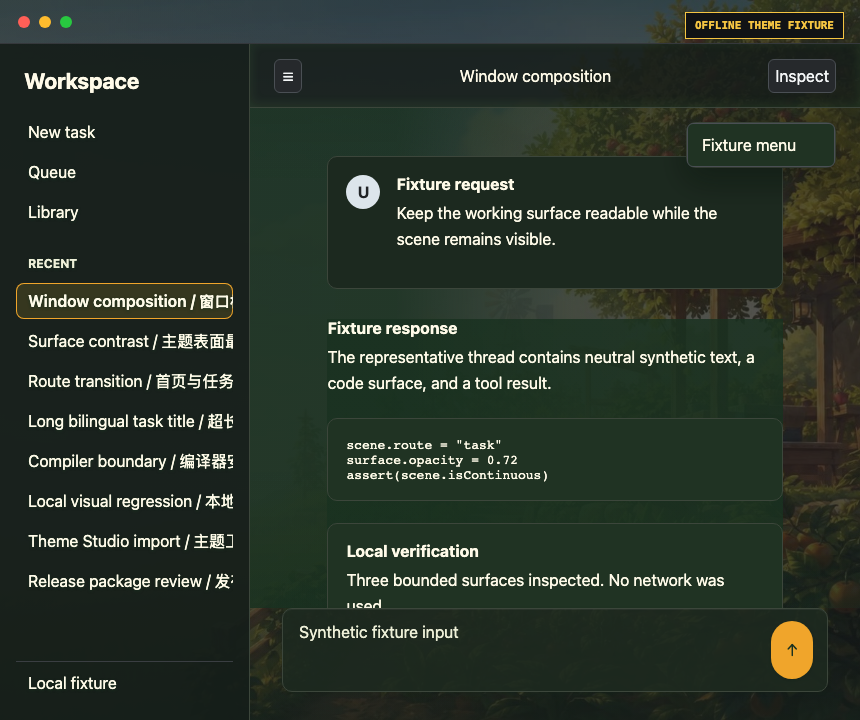 OFFLINE THEME FIXTURE
Workspace
New task
Queue
Library
RECENT
Window composition / 窗口
Surface contrast / 主题表面
Route transition / 首页与任务
Long bilingual task title / 超
Compiler boundary / 编译器
Local visual regression / 本地
Theme Studio import / 主题
Release package review / 发
Local fixture
≡
Window composition
Inspect
Fixture menu
U
Fixture request
Keep the working surface readable while the
scene remains visible.
Fixture response
The representative thread contains neutral synthetic text, a
code surface, and a tool result.
scene.route = "task"
surface.opacity = 0.72
assert(scene.isContinuous)
Local verification
Three bounded surfaces inspected. No network was
used.
Synthetic fixture input
↑